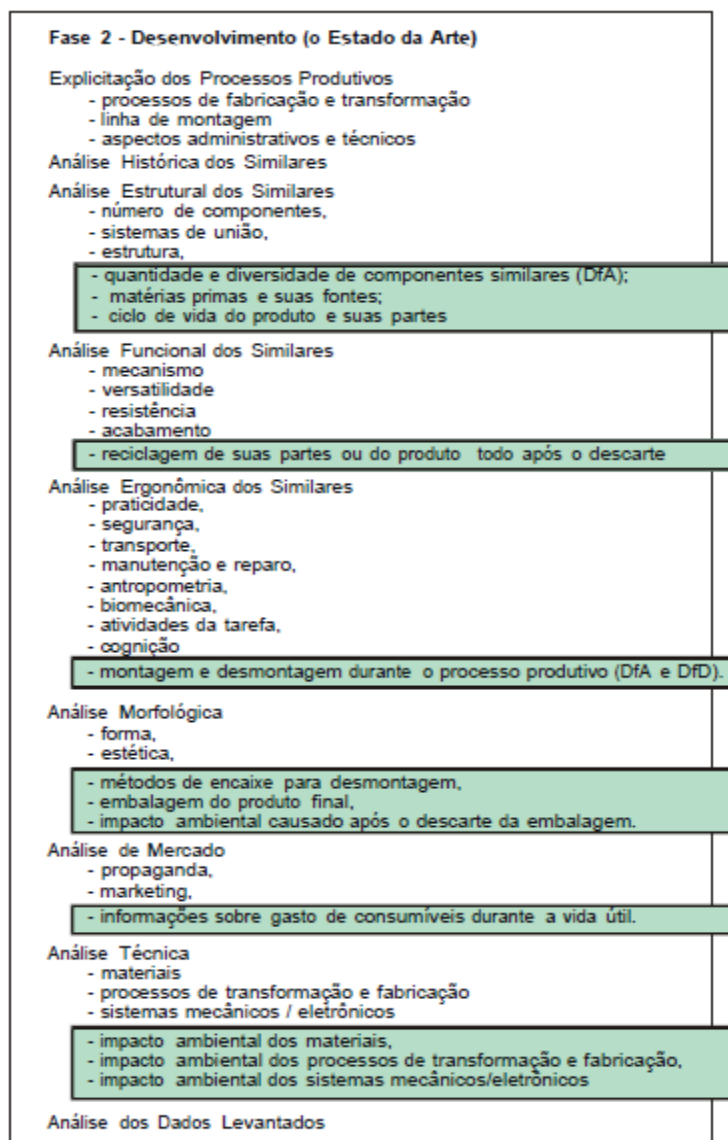 Fase 2 - Desenvolvimento (o Estado da Arte)
Explicitação dos Processos Produtivos
- processos de fabricação e transformação
- linha de montagem
- aspectos administrativos e técnicos
Análise Histórica dos Similares
Análise Estrutural dos Similares
- número de componentes,
- sistemas de união,
- estrutura,
- quantidade e diversidade de componentes similares (DfA);
- matérias primas e suas fontes;
- ciclo de vida do produto e suas partes
Análise Funcional dos Similares
- mecanismo
- versatilidade
- resistência
- acabamento
- reciclagem de suas partes ou do produto todo após o descarte
Análise Ergonômica dos Similares
- praticidade,
- segurança,
- transporte,
- manutenção e reparo,
- antropometria,
- biomecânica,
- atividades da tarefa,
- cognição
- montagem e desmontagem durante o processo produtivo (DfA e DfD).
Análise Morfológica
- forma,
- estética,
- métodos de encaixe para desmontagem,
- embalagem do produto final,
- impacto ambiental causado após o descarte da embalagem.
Análise de Mercado
- propaganda,
- marketing,
- informações sobre gasto de consumíveis durante a vida útil.
Análise Técnica
- materiais
- processos de transformação e fabricação
- sistemas mecânicos / eletrônicos
- impacto ambiental dos materiais,
- impacto ambiental dos processos de transformação e fabricação,
- impacto ambiental dos sistemas mecânicos/eletrônicos
Análise dos Dados Levantados